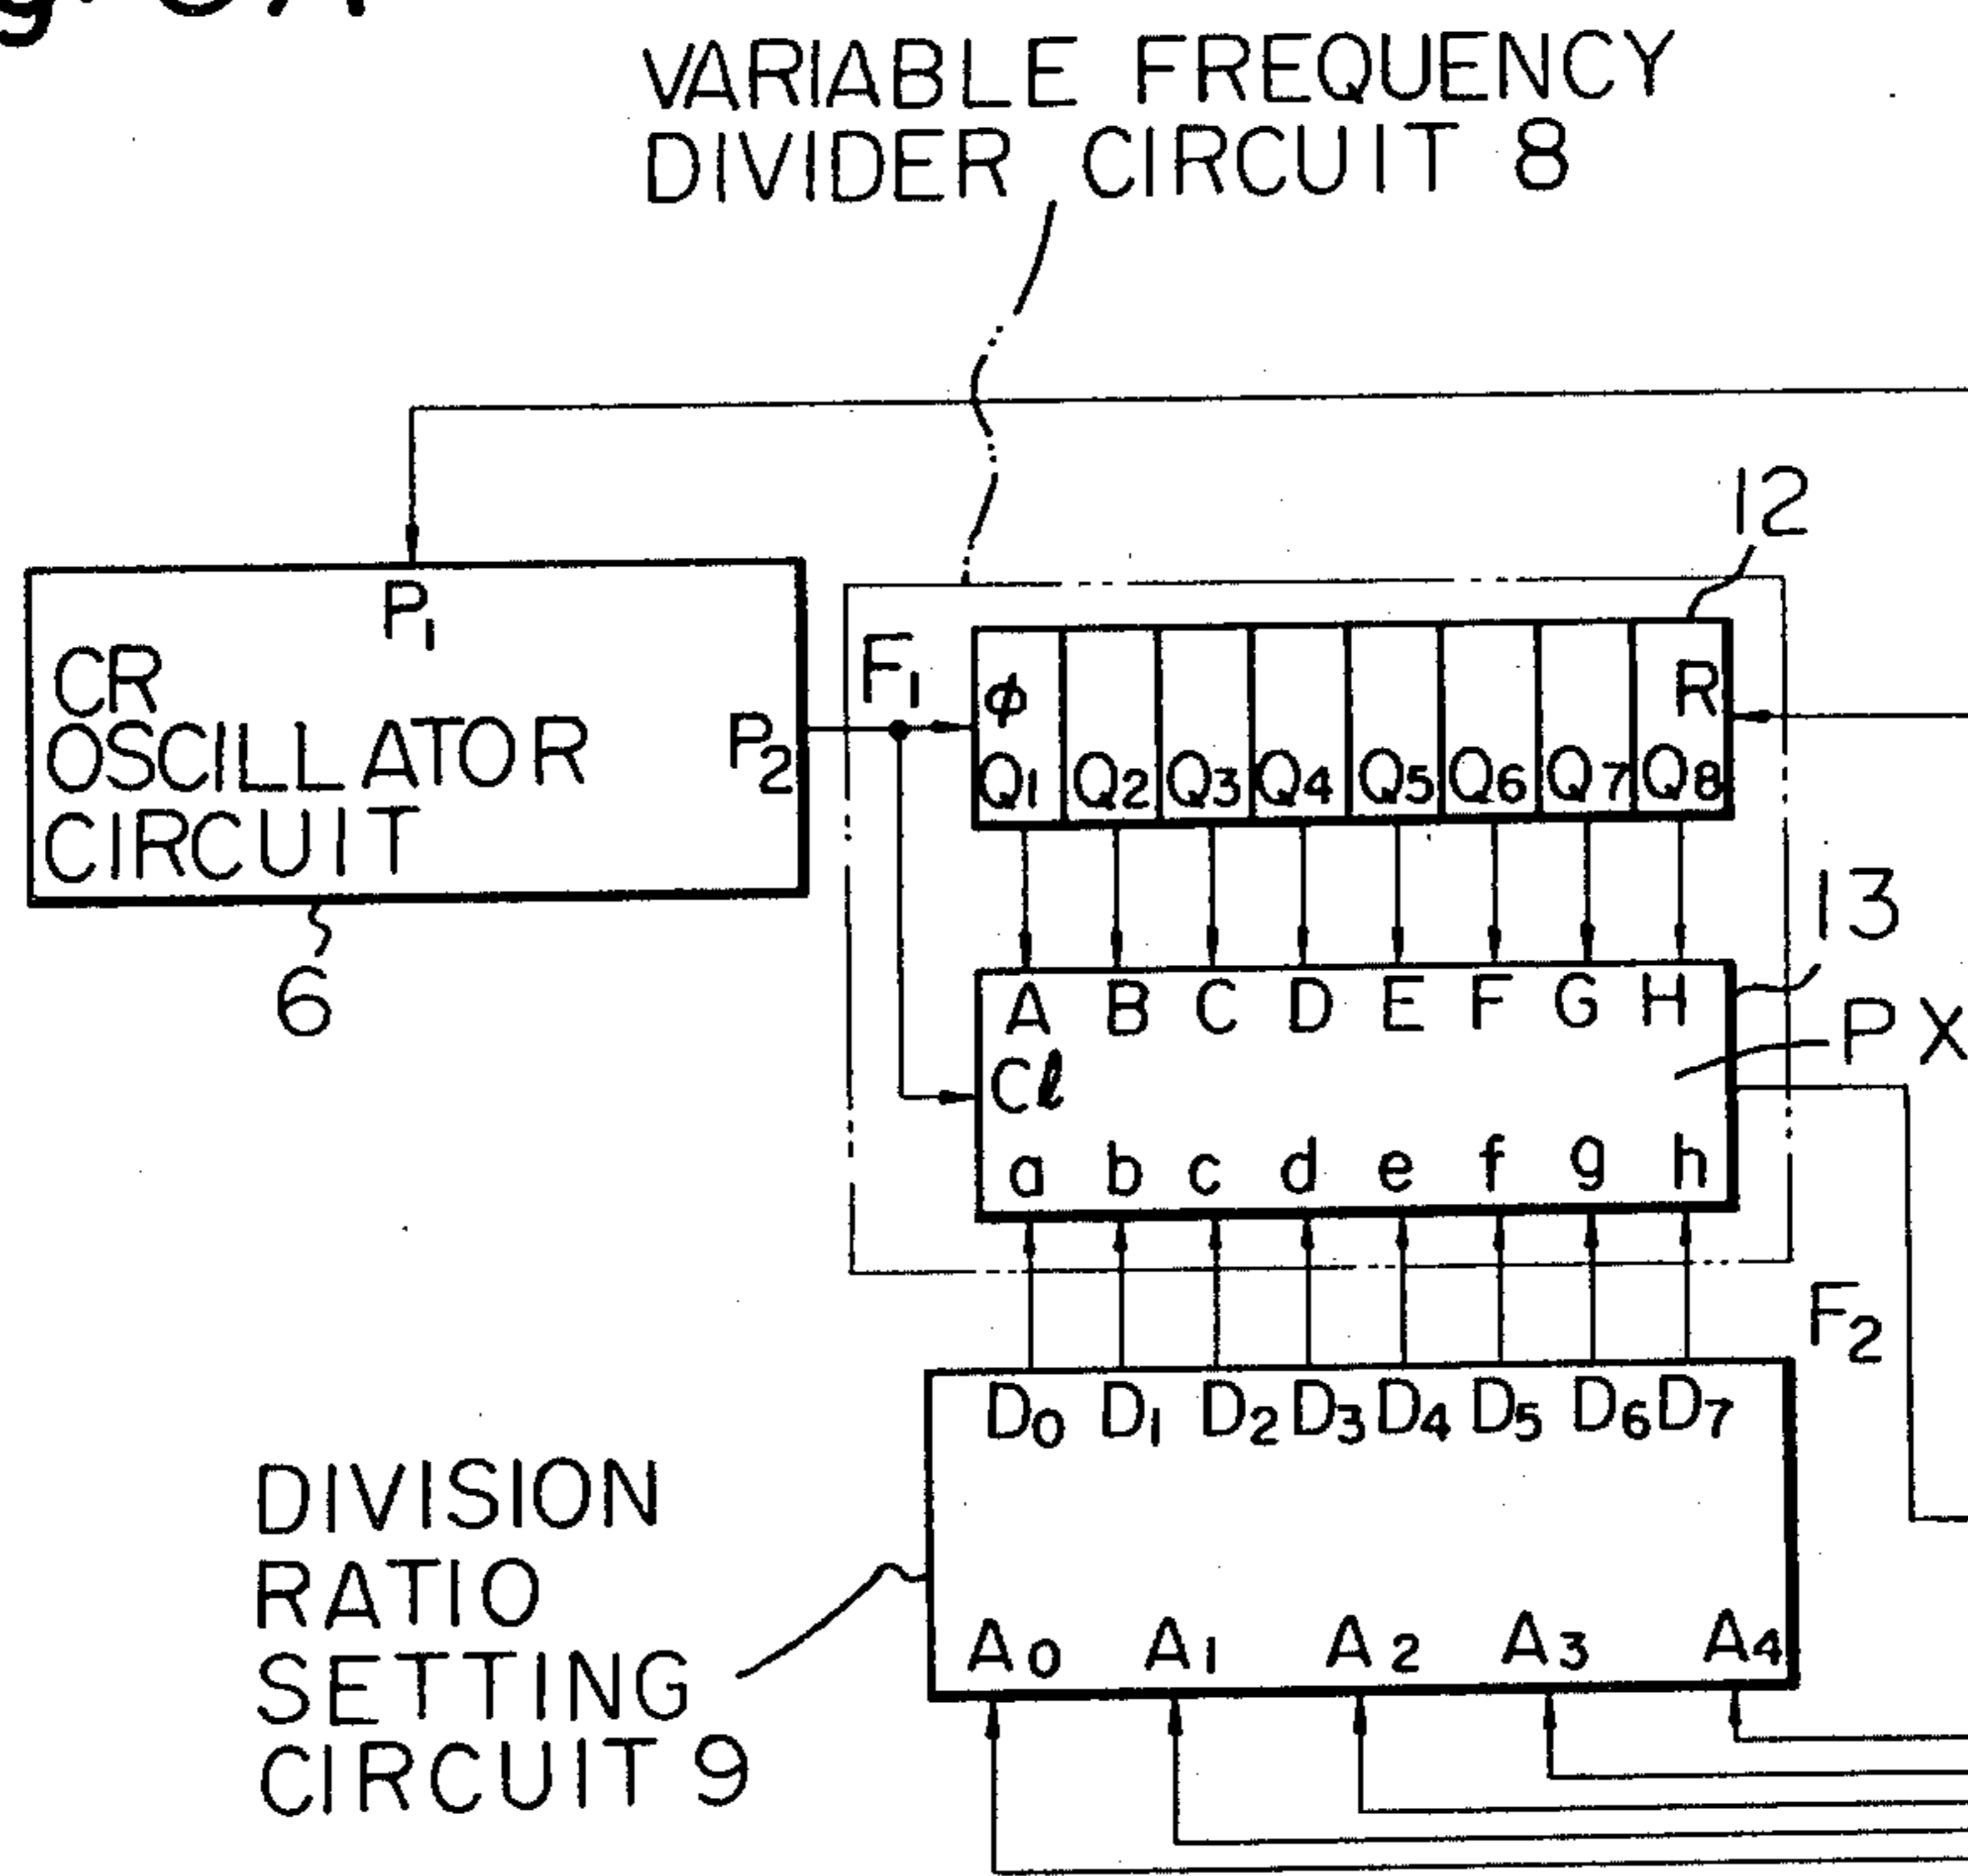 VARIABLE FREQUENCY
DIVIDER CIRCUIT 8
12
P₁
CR
OSCILLATOR
CIRCUIT
P₂
6
F₁
ϕ R
Q₁ Q₂ Q₃ Q₄ Q₅ Q₆ Q₇ Q₈
13
A B C D E F G H
PX
Cℓ
a b c d e f g h
F₂
D₀ D₁ D₂ D₃ D₄ D₅ D₆ D₇
DIVISION
RATIO
SETTING
CIRCUIT 9
A₀ A₁ A₂ A₃ A₄